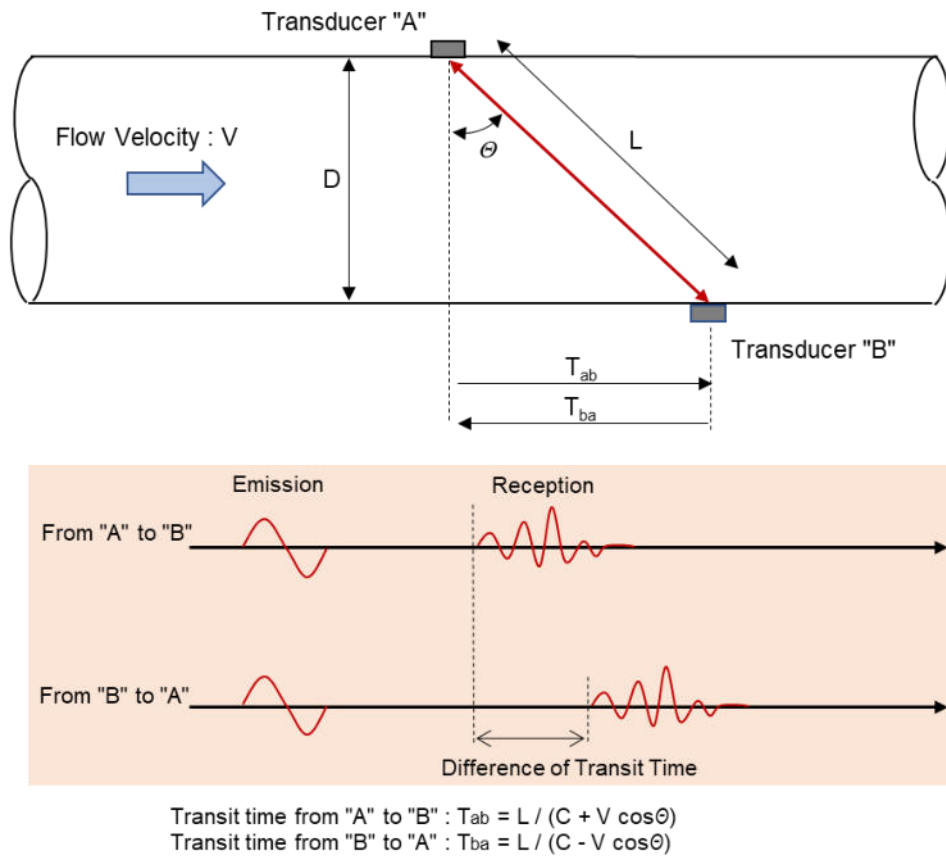 Transducer "A"
Flow Velocity : V
D
Θ
L
Transducer "B"
Tab
Tba
Emission
Reception
From "A" to "B"
From "B" to "A"
Difference of Transit Time
Transit time from "A" to "B" : Tab = L / (C + V cosΘ)
Transit time from "B" to "A" : Tba = L / (C - V cosΘ)